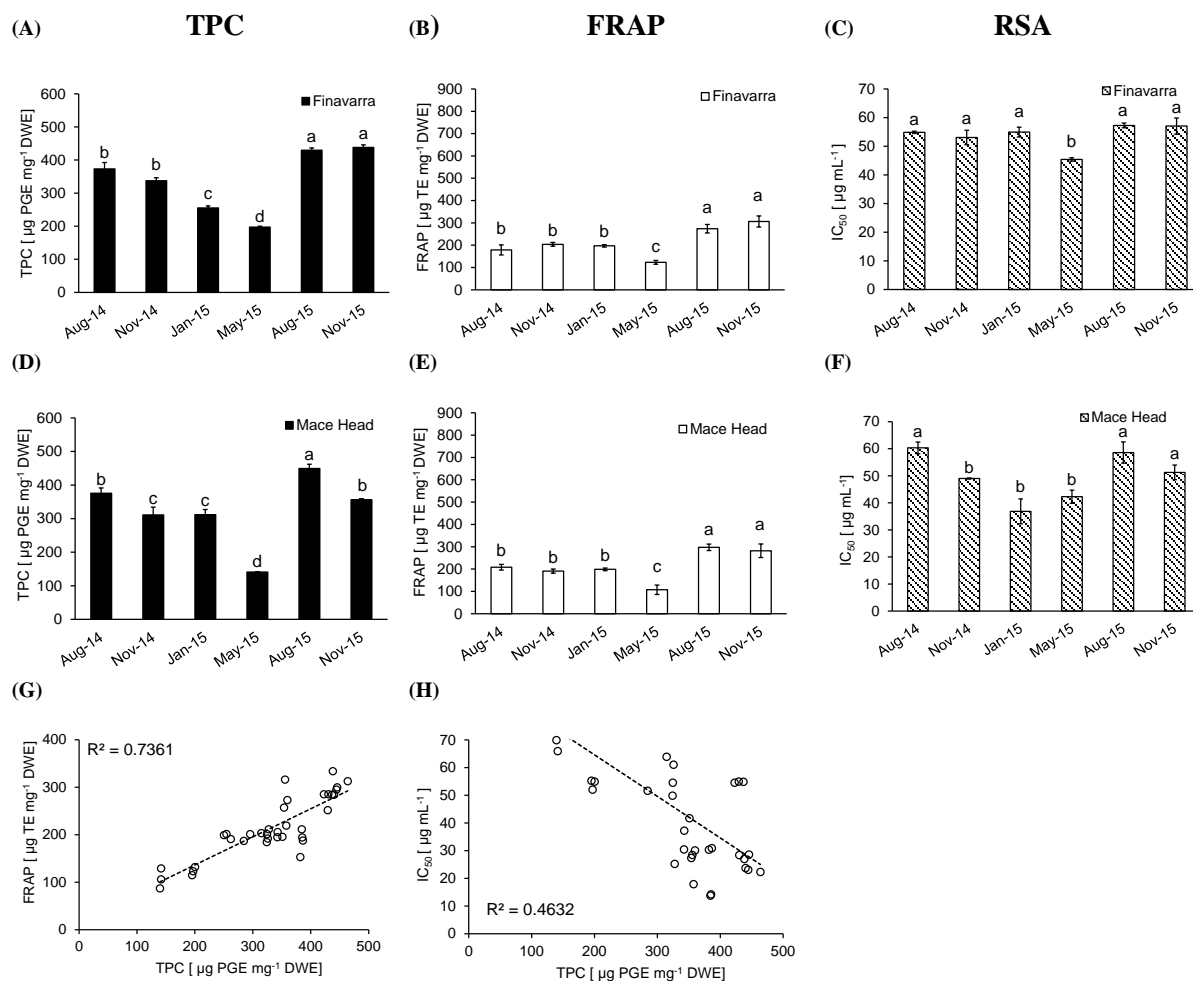 (A) TPC (B) FRAP (C) RSA
TPC [ µg PGE mg-1 DWE]
600
500
400
300
200
100
0
Finavarra
b b c d a a
Aug-14 Nov-14 Jan-15 May-15 Aug-15 Nov-15
FRAP [ µg TE mg-1 DWE]
900
800
700
600
500
400
300
200
100
0
Finavarra
b b b c a a
Aug-14 Nov-14 Jan-15 May-15 Aug-15 Nov-15
IC50 [ µg mL-1]
70
60
50
40
30
20
10
0
Finavarra
a a a b a a
Aug-14 Nov-14 Jan-15 May-15 Aug-15 Nov-15
(D) (E) (F)
TPC [ µg PGE mg-1 DWE]
600
500
400
300
200
100
0
Mace Head
b c c d a b
Aug-14 Nov-14 Jan-15 May-15 Aug-15 Nov-15
FRAP [ µg TE mg-1 DWE]
900
800
700
600
500
400
300
200
100
0
Mace Head
b b b c a a
Aug-14 Nov-14 Jan-15 May-15 Aug-15 Nov-15
IC50 [ µg mL-1]
70
60
50
40
30
20
10
0
Mace Head
a b b b a a
Aug-14 Nov-14 Jan-15 May-15 Aug-15 Nov-15
(G) (H)
FRAP [ µg TE mg-1 DWE]
400
300
200
100
0
R² = 0.7361
0 100 200 300 400 500
TPC [ µg PGE mg-1 DWE]
IC50 [ µg mL-1]
70
60
50
40
30
20
10
0
R² = 0.4632
0 100 200 300 400 500
TPC [ µg PGE mg-1 DWE]